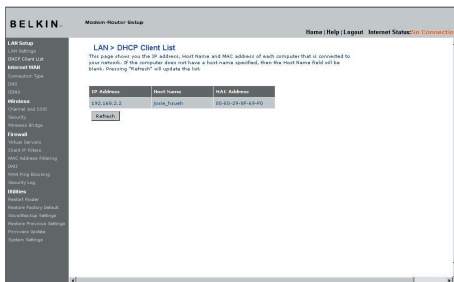 BELKIN
Modem-Router Setup
Home | Help | Logout Internet Status: No Connectio
LAN Setup
LAN Settings
DHCP Client List
Internet WAN
Connection Type
DNS
DDNS
Wireless
Channel and SSID
Security
Wireless Bridge
Firewall
Virtual Servers
Client IP Filters
MAC Address Filtering
DMZ
WAN Ping Blocking
Security Log
Utilities
Restart Router
Restore Factory Default
Save/Backup Settings
Restore Previous Settings
Firmware Update
System Settings
LAN > DHCP Client List
This page shows you the IP address, Host Name and MAC address of each computer that is connected to
your network. If the computer does not have a host name specified, then the Host Name field will be
blank. Pressing "Refresh" will update the list.
IP Address Host Name MAC Address
192.168.2.2 josie_hsueh 00-E0-29-9F-69-F0
Refresh